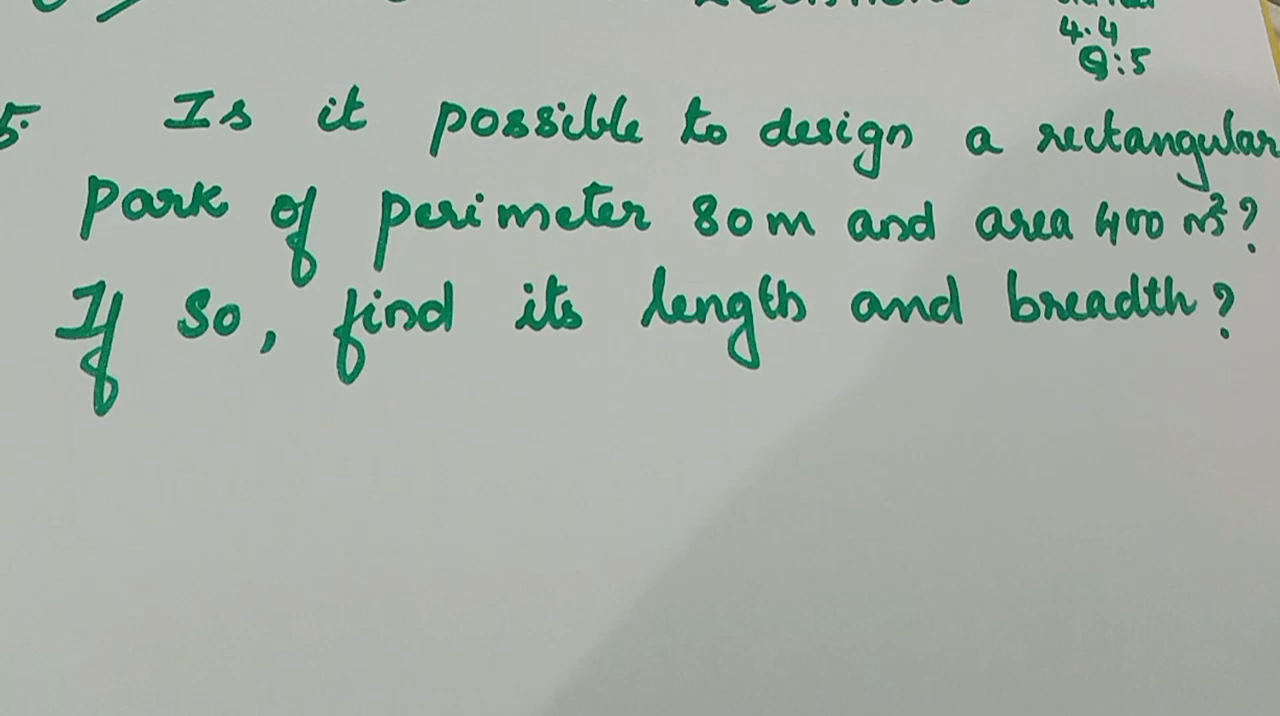 4.4
Q:5
5. Is it possible to design a rectangular
park of perimeter 80 m and area 400 m²?
If so, find its length and breadth?